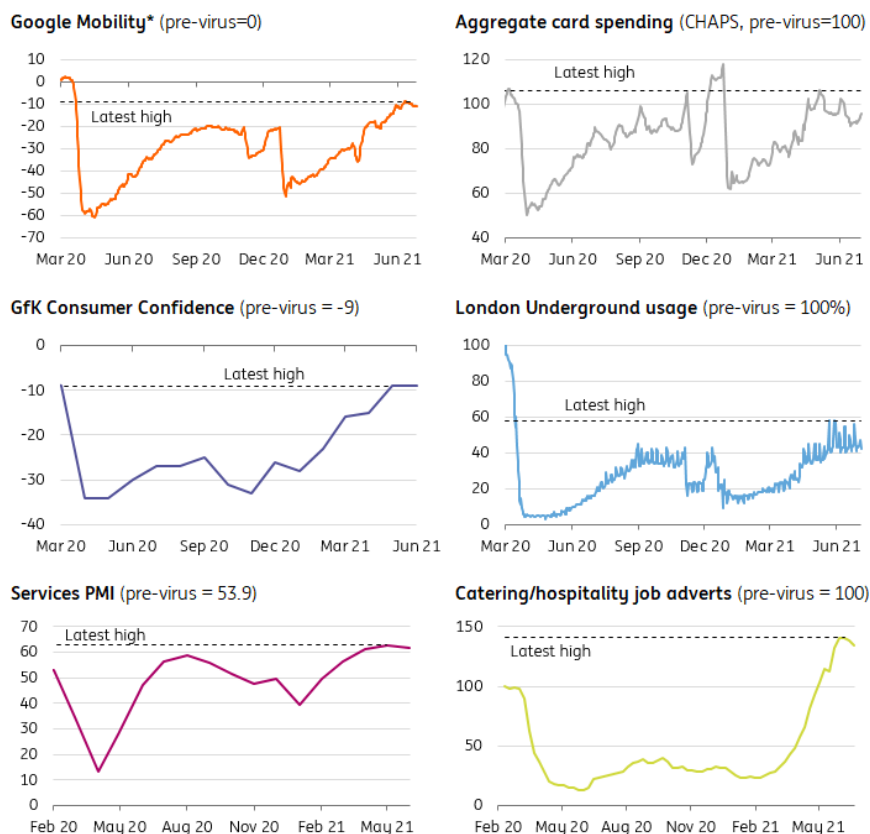 Google Mobility* (pre-virus=0)
10
0
-10
-20
-30
-40
-50
-60
-70
Latest high
Mar 20 Jun 20 Sep 20 Dec 20 Mar 21 Jun 21
Aggregate card spending (CHAPS, pre-virus=100)
120
100
80
60
40
Latest high
Mar 20 Jun 20 Sep 20 Dec 20 Mar 21 Jun 21
GfK Consumer Confidence (pre-virus = -9)
0
-10
-20
-30
-40
Latest high
Mar 20 Jun 20 Sep 20 Dec 20 Mar 21 Jun 21
London Underground usage (pre-virus = 100%)
100
80
60
40
20
0
Latest high
Mar 20 Jun 20 Sep 20 Dec 20 Mar 21 Jun 21
Services PMI (pre-virus = 53.9)
70
60
50
40
30
20
10
0
Latest high
Feb 20 May 20 Aug 20 Nov 20 Feb 21 May 21
Catering/hospitality job adverts (pre-virus = 100)
150
100
50
0
Latest high
Feb 20 May 20 Aug 20 Nov 20 Feb 21 May 21